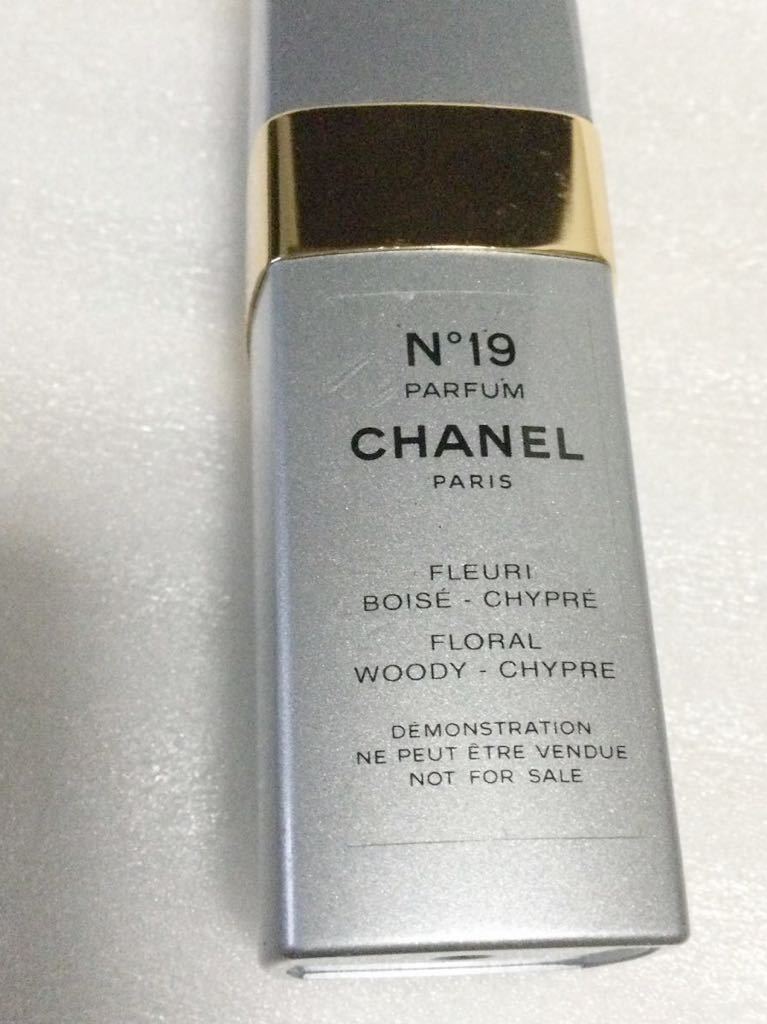 N°19
PARFUM
CHANEL
PARIS
FLEURI
BOISÉ - CHYPRÉ
FLORAL
WOODY - CHYPRE
DÉMONSTRATION
NE PEUT ÊTRE VENDUE
NOT FOR SALE